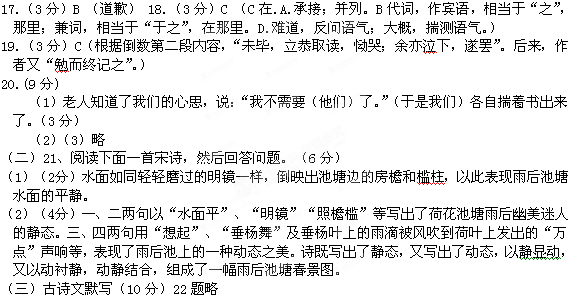 17.（3分）B （道歉） 18.（3分）C （C在.A.承接；并列。B代词，作宾语，相当于“之”，
那里；兼词，相当于“于之”，在那里。D.难道，反问语气；大概，揣测语气。）
19.（3分）C（根据倒数第二段内容，“未毕，立恭取读，恸哭；余亦泣下，遂罢”。后来，作
者又“勉而终记之”。）
20.(9分)
（1）老人知道了我们的心思，说：“我不需要（他们）了。”（于是我们）各自揣着书出来
了。（3分）
（2）（3）略
（二）21、阅读下面一首宋诗，然后回答问题。（6分）
（1）（2分）水面如同轻轻磨过的明镜一样，倒映出池塘边的房檐和槛柱，以此表现雨后池塘
水面的平静。
（2）（4分）一、二两句以“水面平”、“明镜”“照檐槛”等写出了荷花池塘雨后幽美迷人
的静态。三、四两句用“想起”、“垂杨舞”及垂杨叶上的雨滴被风吹到荷叶上发出的“万
点”声响等，表现了雨后池上的一种动态之美。诗既写出了静态，又写出了动态，以静显动，
又以动衬静，动静结合，组成了一幅雨后池塘春景图。
（三）古诗文默写（10分）22题略